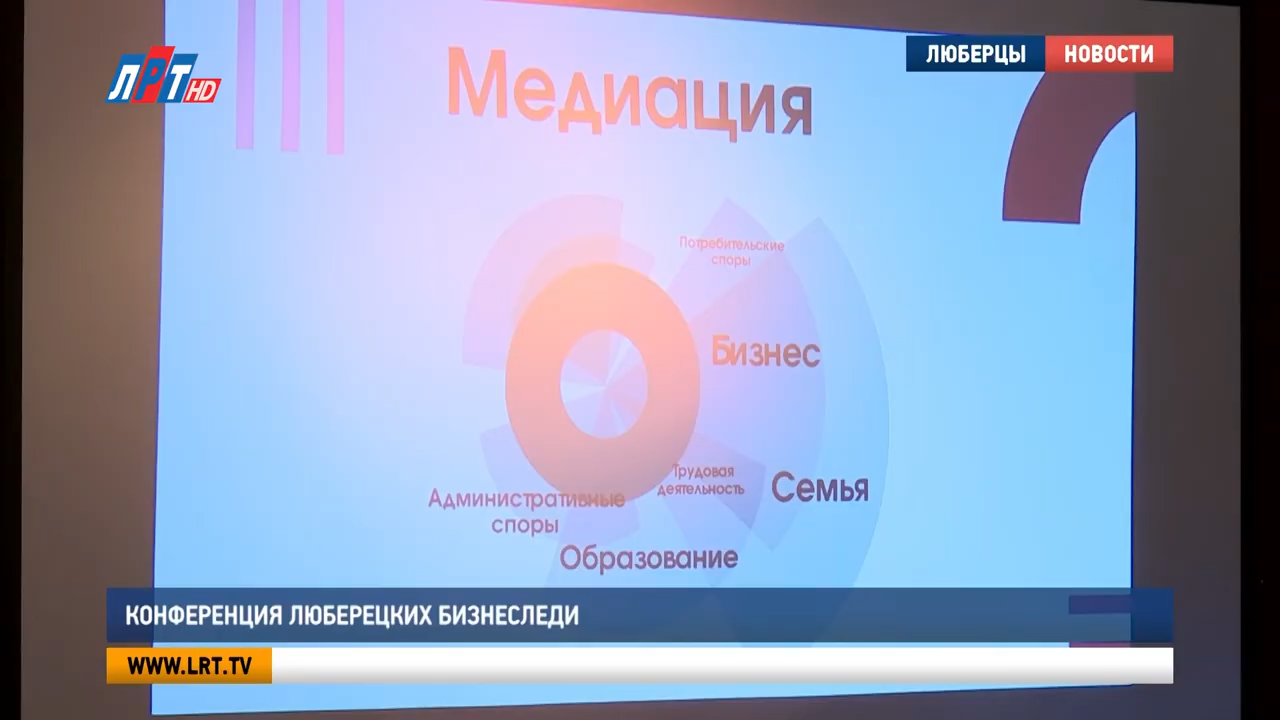 ЛРТ HD
ЛЮБЕРЦЫ НОВОСТИ
Медиация
Потребительские
споры
Бизнес
Трудовая
деятельность
Семья
Административные
споры
Образование
КОНФЕРЕНЦИЯ ЛЮБЕРЕЦКИХ БИЗНЕСЛЕДИ
WWW.LRT.TV